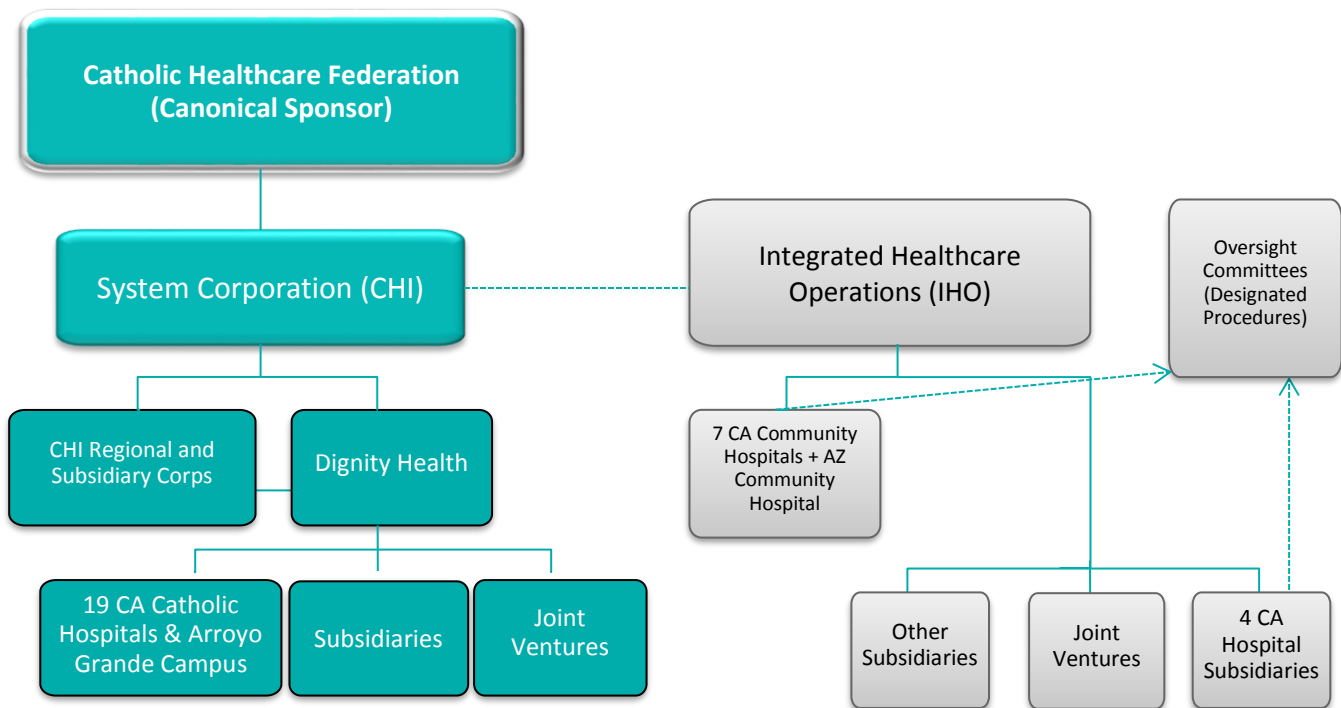 Catholic Healthcare Federation
(Canonical Sponsor)
System Corporation (CHI)
Integrated Healthcare
Operations (IHO)
Oversight
Committees
(Designated
Procedures)
CHI Regional and
Subsidiary Corps
Dignity Health
7 CA Community
Hospitals + AZ
Community
Hospital
19 CA Catholic
Hospitals & Arroyo
Grande Campus
Subsidiaries
Joint
Ventures
Other
Subsidiaries
Joint
Ventures
4 CA
Hospital
Subsidiaries